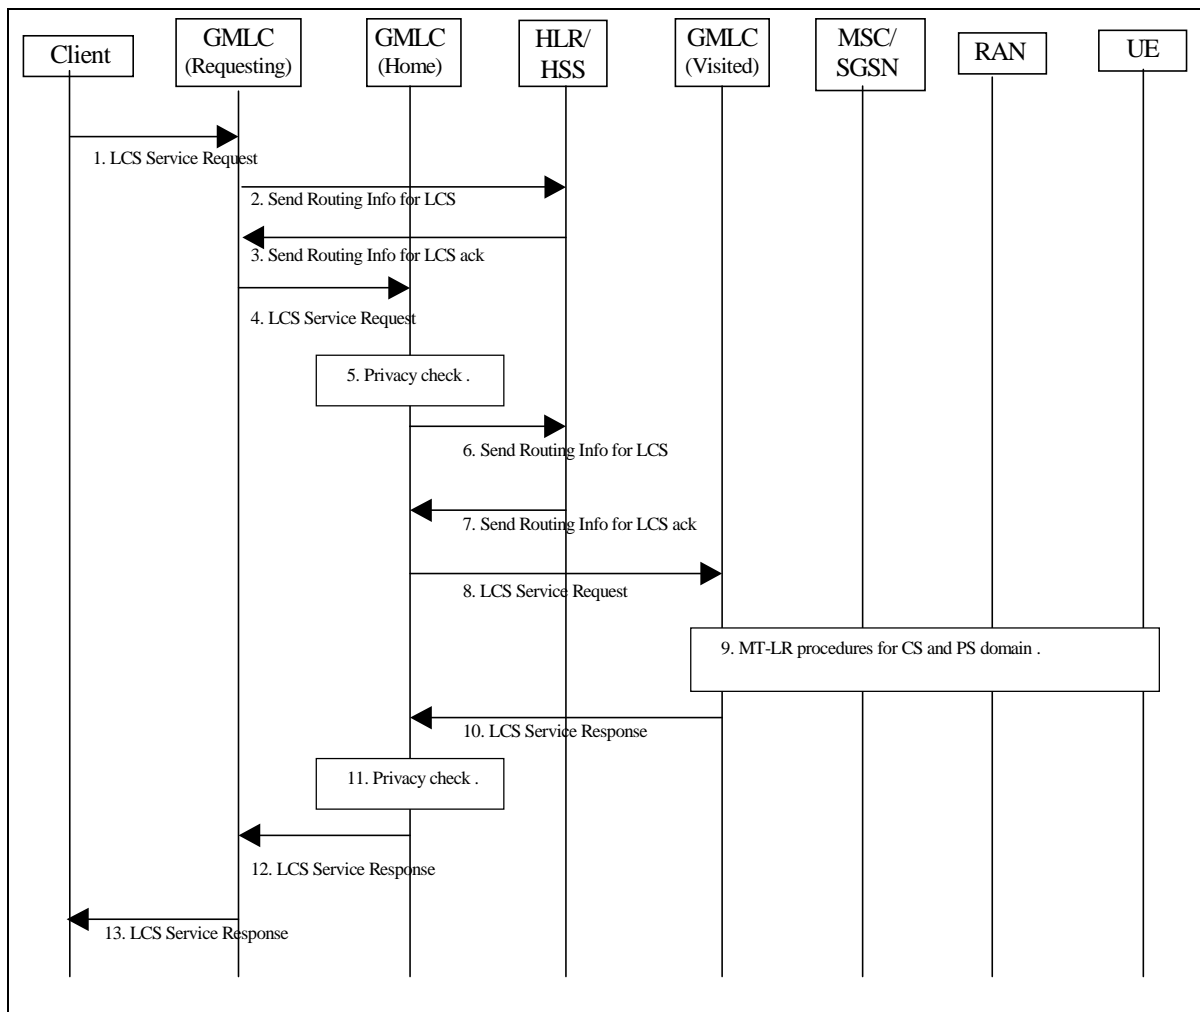 Client
GMLC
(Requesting)
GMLC
(Home)
HLR/
HSS
GMLC
(Visited)
MSC/
SGSN
RAN
UE
1. LCS Service Request
2. Send Routing Info for LCS
3. Send Routing Info for LCS ack
4. LCS Service Request
5. Privacy check .
6. Send Routing Info for LCS
7. Send Routing Info for LCS ack
8. LCS Service Request
9. MT-LR procedures for CS and PS domain .
10. LCS Service Response
11. Privacy check .
12. LCS Service Response
13. LCS Service Response